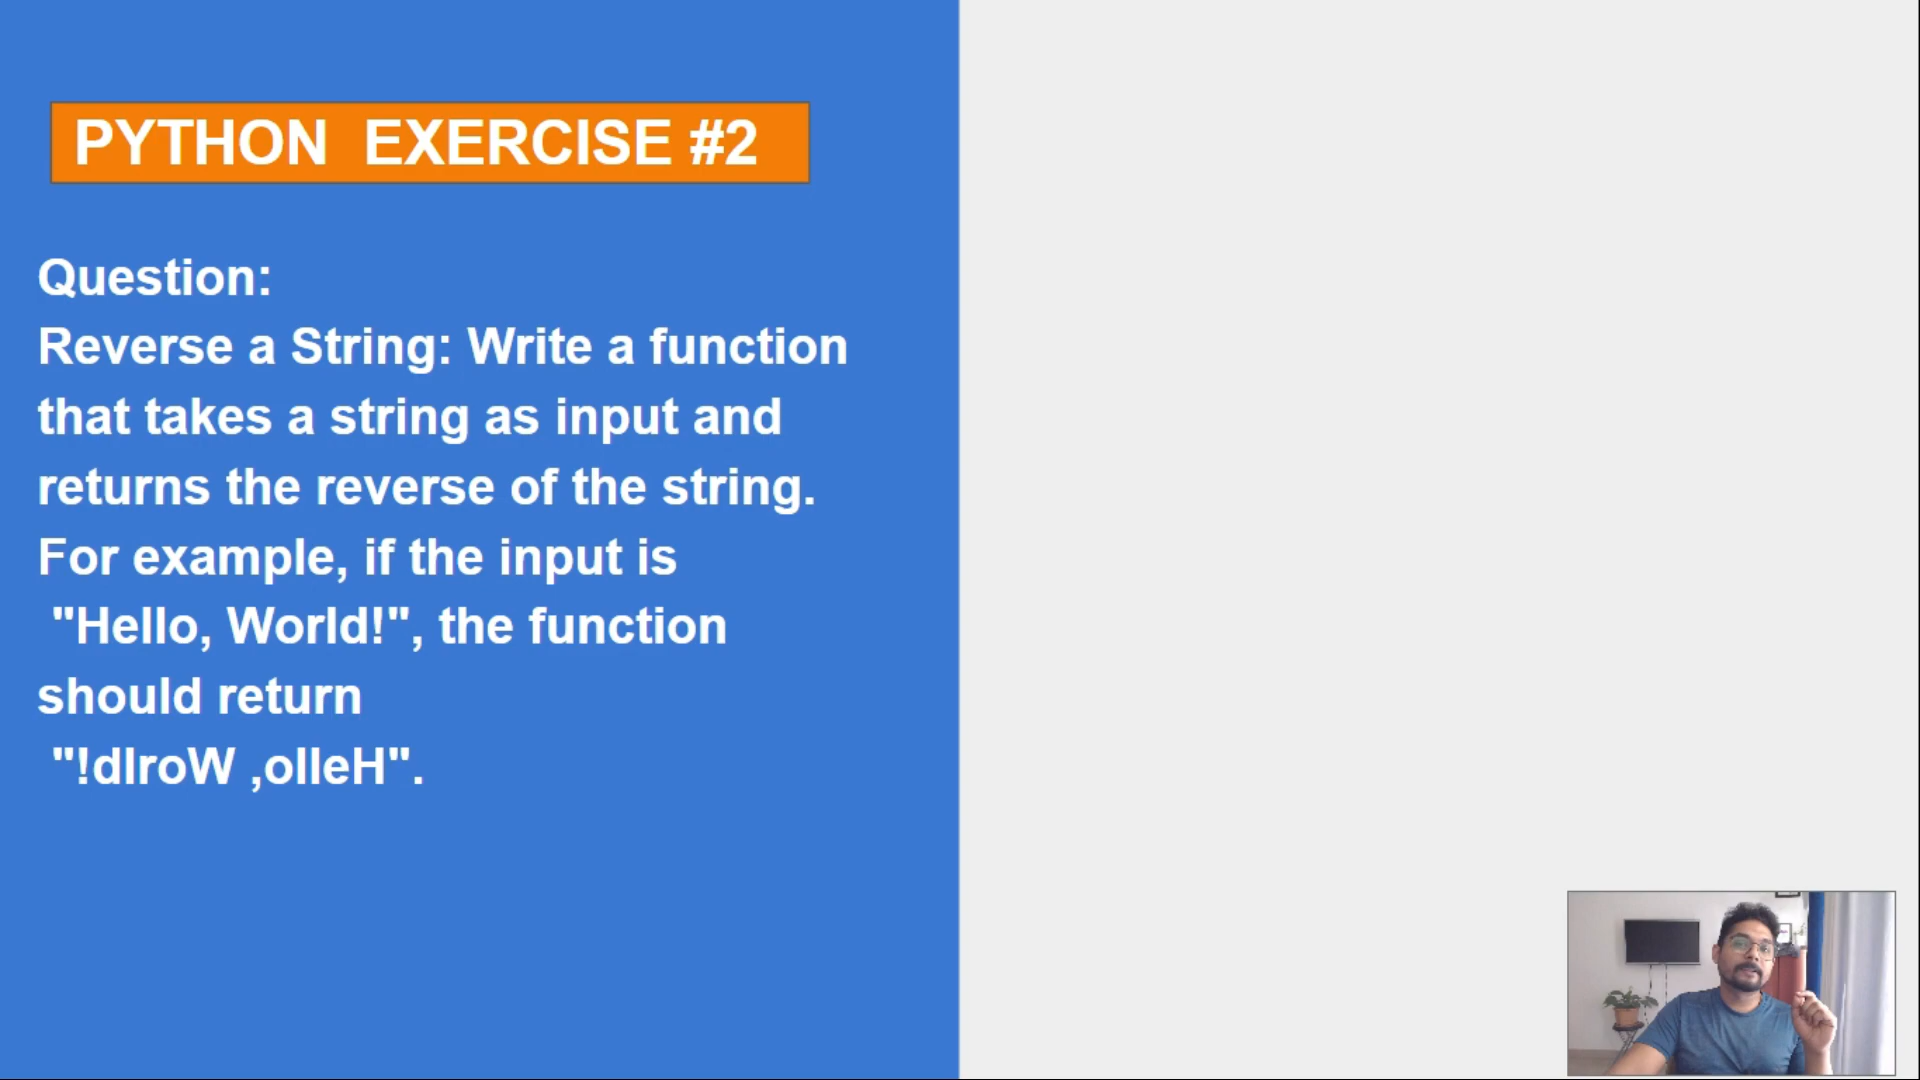 PYTHON  EXERCISE #2
Question:
Reverse a String: Write a function
that takes a string as input and
returns the reverse of the string.
For example, if the input is
"Hello, World!", the function
should return
"!dlroW ,olleH".